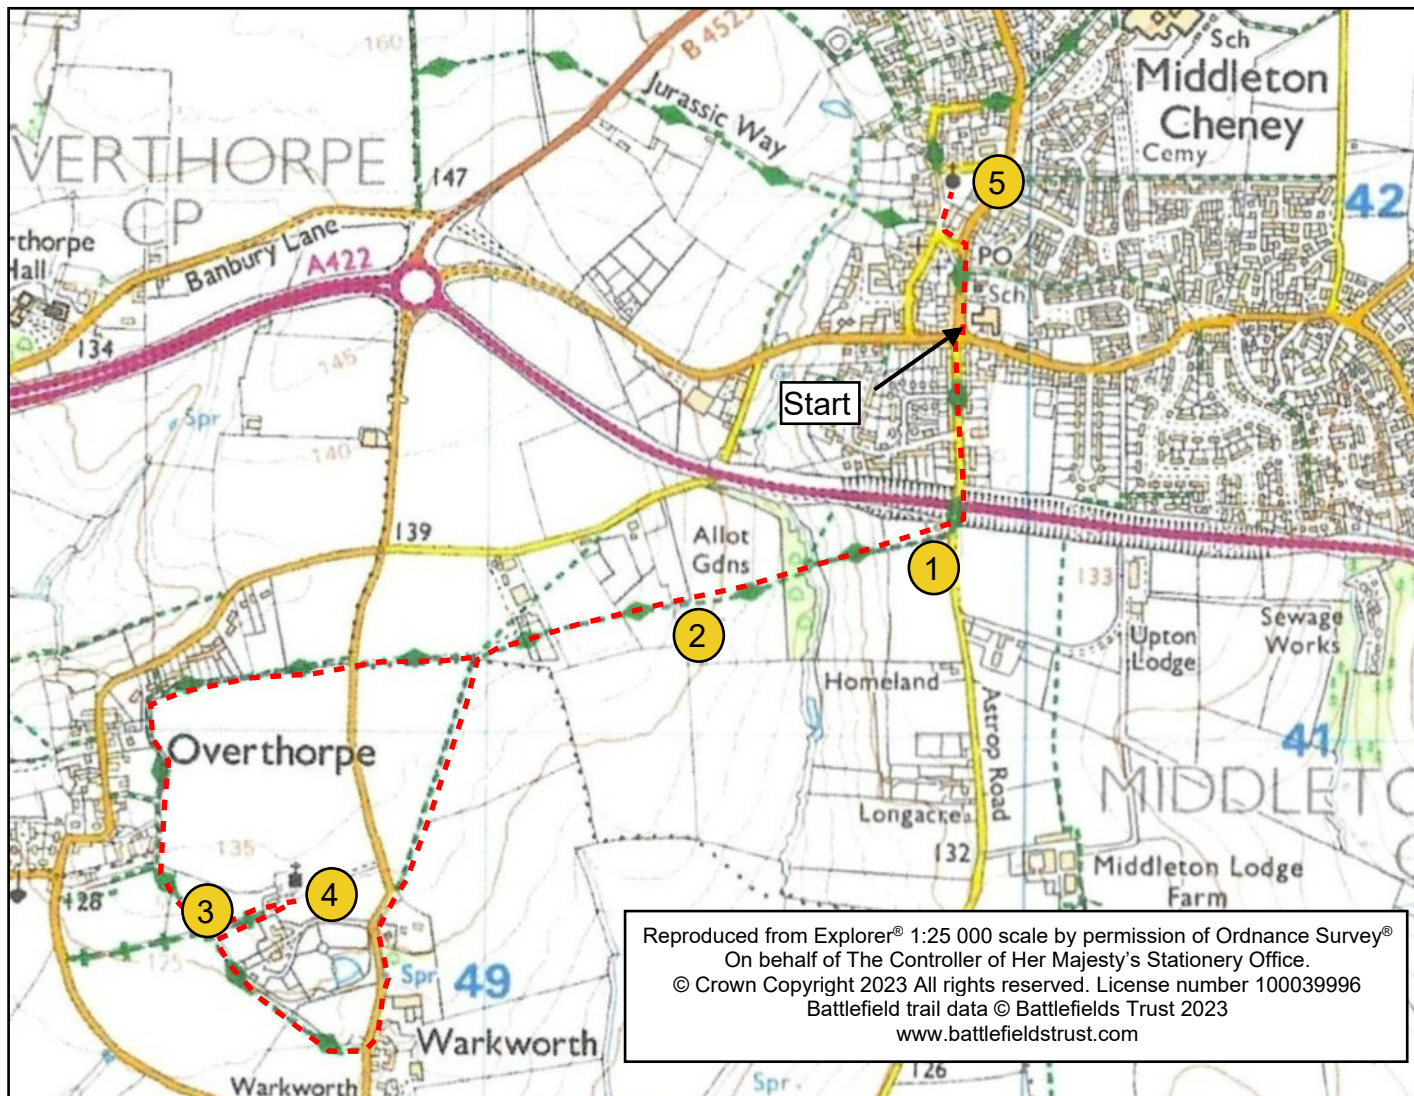 160
B 4525
Sch
Middleton
Cheney
Cemy
Jurassic Way
VERTHORPE
CP
147
5
42
rthorpe
Hall
Banbury Lane
A422
PO
Sch
134
145
Start
Spr
140
139
Allot
Gdns
1
133
Upton
Lodge
Sewage
Works
2
Homeland
Astrop Road
41
Overthorpe
MIDDLETO
C
Longacre
135
132
Middleton Lodge
Farm
128
3
4
125
Spr
49
Warkworth
Warkworth
Spr
126
Reproduced from Explorer® 1:25 000 scale by permission of Ordnance Survey®
On behalf of The Controller of Her Majesty's Stationery Office.
© Crown Copyright 2023 All rights reserved. License number 100039996
Battlefield trail data © Battlefields Trust 2023
www.battlefieldstrust.com